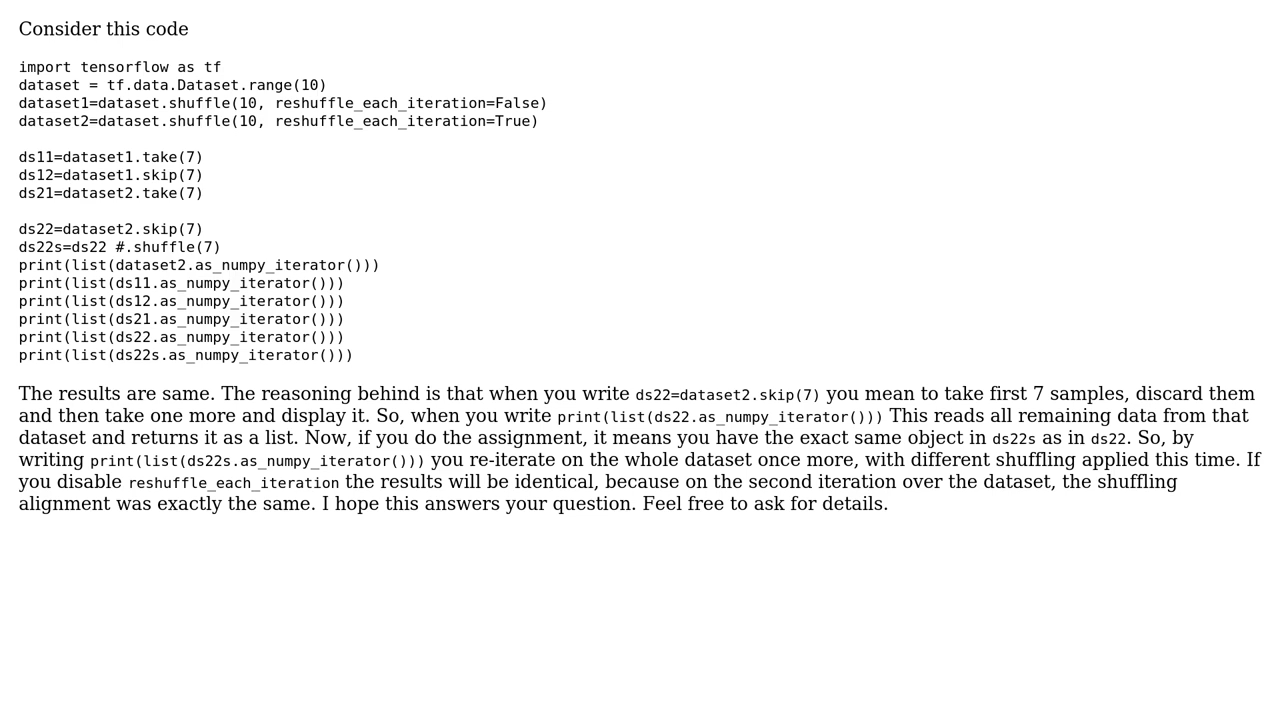 Consider this code
import tensorflow as tf
dataset = tf.data.Dataset.range(10)
dataset1=dataset.shuffle(10, reshuffle_each_iteration=False)
dataset2=dataset.shuffle(10, reshuffle_each_iteration=True)
ds11=dataset1.take(7)
ds12=dataset1.skip(7)
ds21=dataset2.take(7)
ds22=dataset2.skip(7)
ds22s=ds22 #.shuffle(7)
print(list(dataset2.as_numpy_iterator()))
print(list(ds11.as_numpy_iterator()))
print(list(ds12.as_numpy_iterator()))
print(list(ds21.as_numpy_iterator()))
print(list(ds22.as_numpy_iterator()))
print(list(ds22s.as_numpy_iterator()))
The results are same. The reasoning behind is that when you write ds22=dataset2.skip(7) you mean to take first 7 samples, discard them
and then take one more and display it. So, when you write print(list(ds22.as_numpy_iterator())) This reads all remaining data from that
dataset and returns it as a list. Now, if you do the assignment, it means you have the exact same object in ds22s as in ds22. So, by
writing print(list(ds22s.as_numpy_iterator())) you re-iterate on the whole dataset once more, with different shuffling applied this time. If
you disable reshuffle_each_iteration the results will be identical, because on the second iteration over the dataset, the shuffling
alignment was exactly the same. I hope this answers your question. Feel free to ask for details.